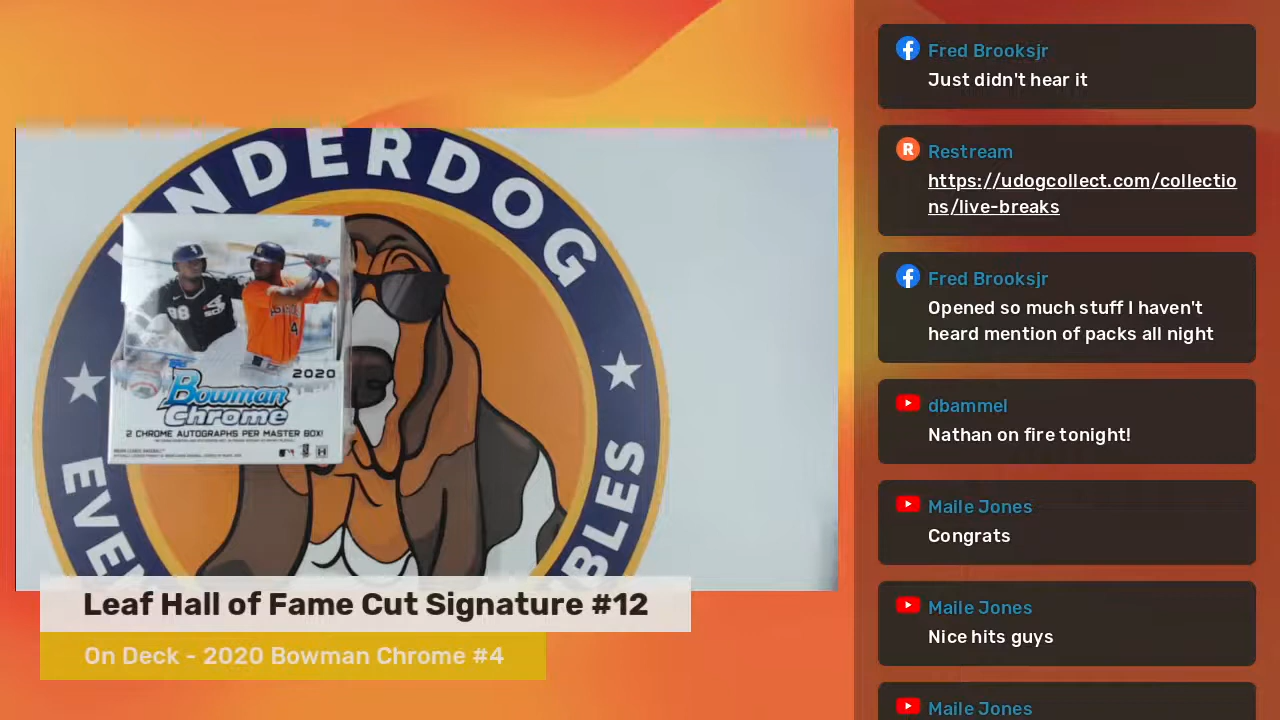 UNDERDOG
EVE
BLES
98
SOX
4
2020
Bowman
Chrome
2 CHROME AUTOGRAPHS PER MASTER BOX!
Leaf Hall of Fame Cut Signature #12
On Deck - 2020 Bowman Chrome #4
Fred Brooksjr
Just didn't hear it
Restream
https://udogcollect.com/collectio
ns/live-breaks
Fred Brooksjr
Opened so much stuff I haven't
heard mention of packs all night
dbammel
Nathan on fire tonight!
Maile Jones
Congrats
Maile Jones
Nice hits guys
Maile Jones